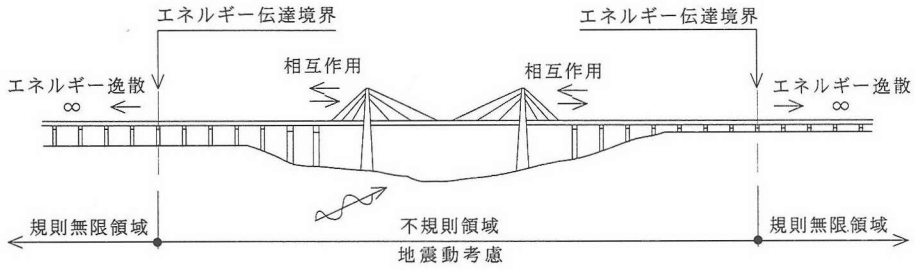 エネルギー伝達境界
エネルギー伝達境界
相互作用
相互作用
エネルギー逸散
エネルギー逸散
∞
∞
規則無限領域
不規則領域
規則無限領域
地震動考慮